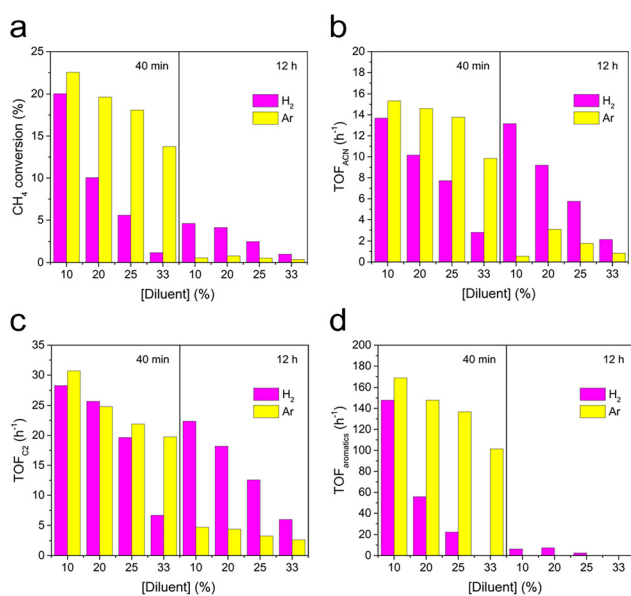 a
40 min
12 h
H2
Ar
CH4 conversion (%)
25
20
15
10
5
0
10 20 25 33 10 20 25 33
[Diluent] (%)
b
40 min
12 h
H2
Ar
TOFACN (h-1)
20
18
16
14
12
10
8
6
4
2
0
10 20 25 33 10 20 25 33
[Diluent] (%)
c
40 min
12 h
H2
Ar
TOFC2 (h-1)
35
30
25
20
15
10
5
0
10 20 25 33 10 20 25 33
[Diluent] (%)
d
40 min
12 h
H2
Ar
TOFaromatics (h-1)
200
180
160
140
120
100
80
60
40
20
0
10 20 25 33 10 20 25 33
[Diluent] (%)